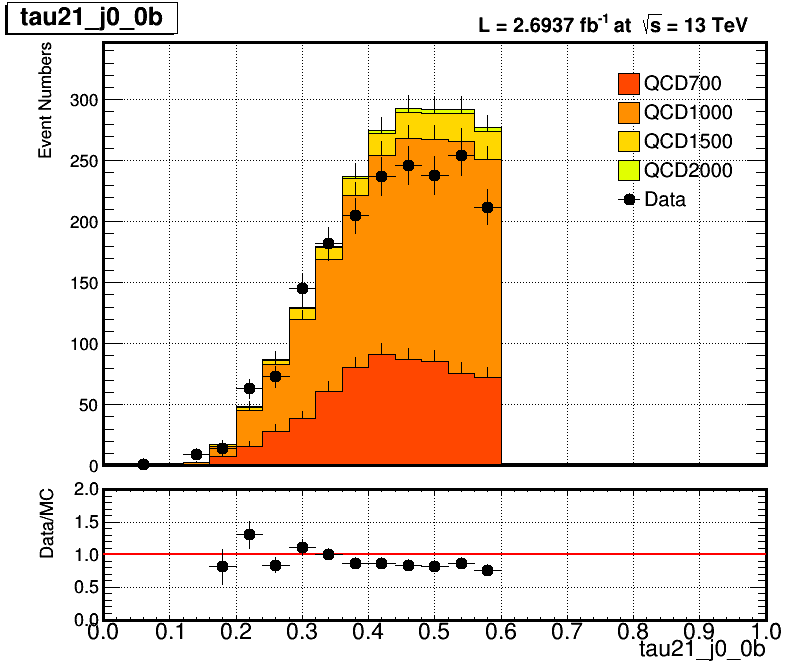 tau21_j0_0b
L = 2.6937 fb-1 at √s = 13 TeV
Event Numbers
300
250
200
150
100
50
0
QCD700
QCD1000
QCD1500
QCD2000
Data
Data/MC
2.0
1.5
1.0
0.5
0.0
0.0 0.1 0.2 0.3 0.4 0.5 0.6 0.7 0.8 0.9 1.0
tau21_j0_0b